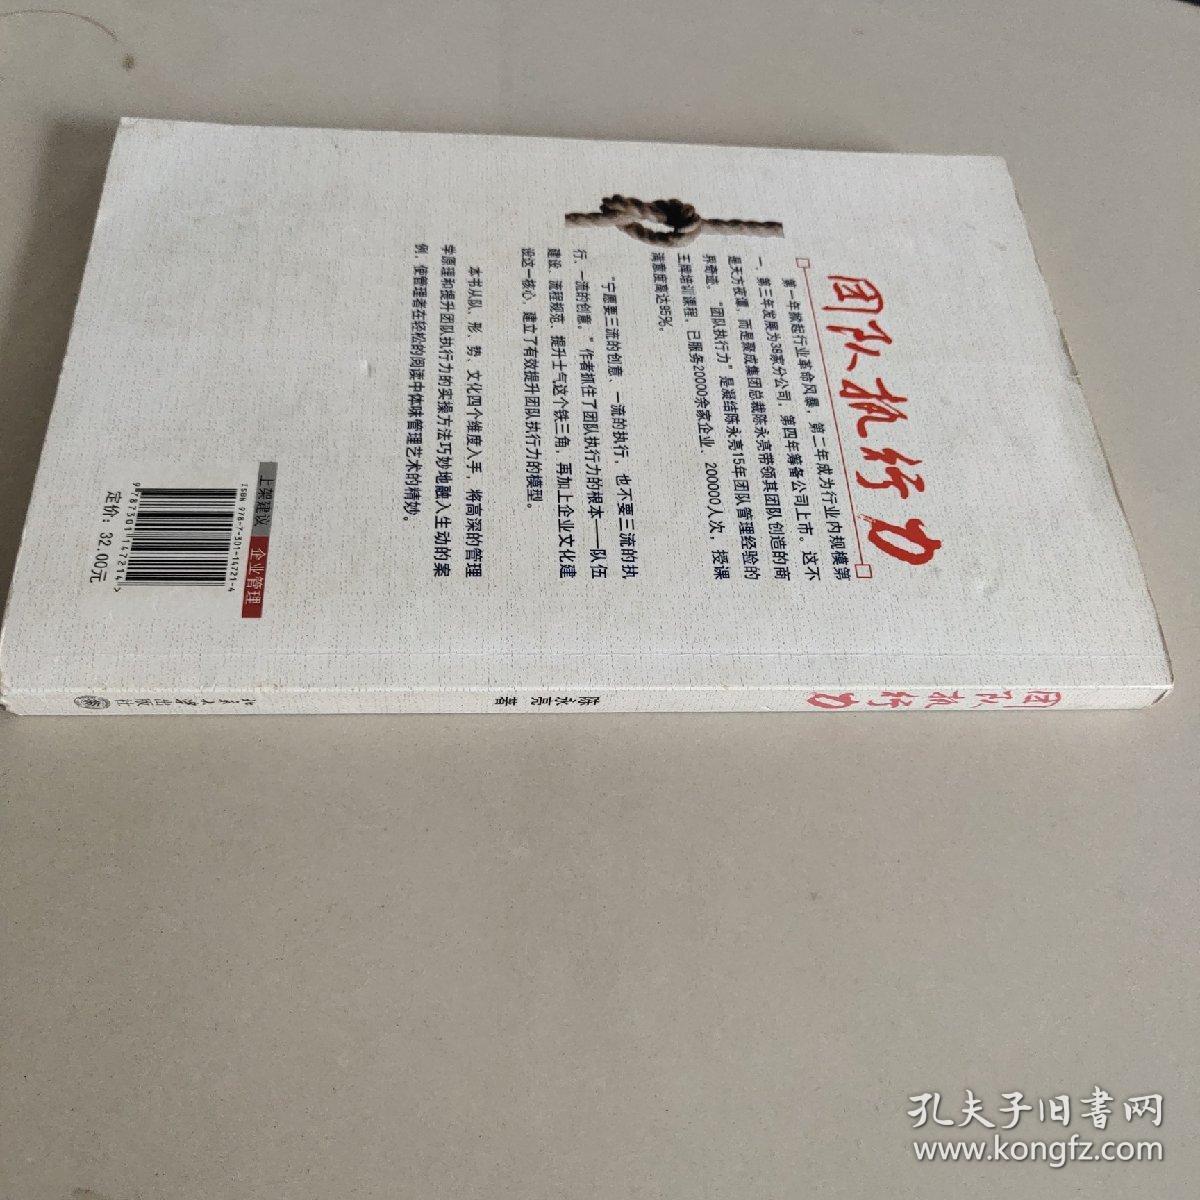 团队执行力
第一年掀起行业革命风暴，第二年成为行业内规模第
一，第三年发展为38家分公司，第四年筹备公司上市。这不
是天方夜谭，而是聚成集团总裁陈永亮带领其团队创造的商
界奇迹。“团队执行力”是凝结陈永亮15年团队管理经验的
王牌培训课程，已服务20000余家企业、200000人次，授课
满意度高达95%。
“宁愿要三流的创意、一流的执行，也不要三流的执
行、一流的创意。”作者抓住了团队执行力的根本——队伍
建设、流程规范、提升士气这个铁三角，再加上企业文化建
设这一核心，建立了有效提升团队执行力的模型。
本书从队、形、势、文化四个维度入手，将高深的管理
学原理和提升团队执行力的实操方法巧妙地融入生动的案
例，使管理者在轻松的阅读中体味管理艺术的精妙。
上架建议 企业管理
ISBN 978-7-301-14721-4
9787301147214>
定价：32.00元
团队执行力
陈永亮 著
北京大学出版社
孔夫子旧书网
www.kongfz.com